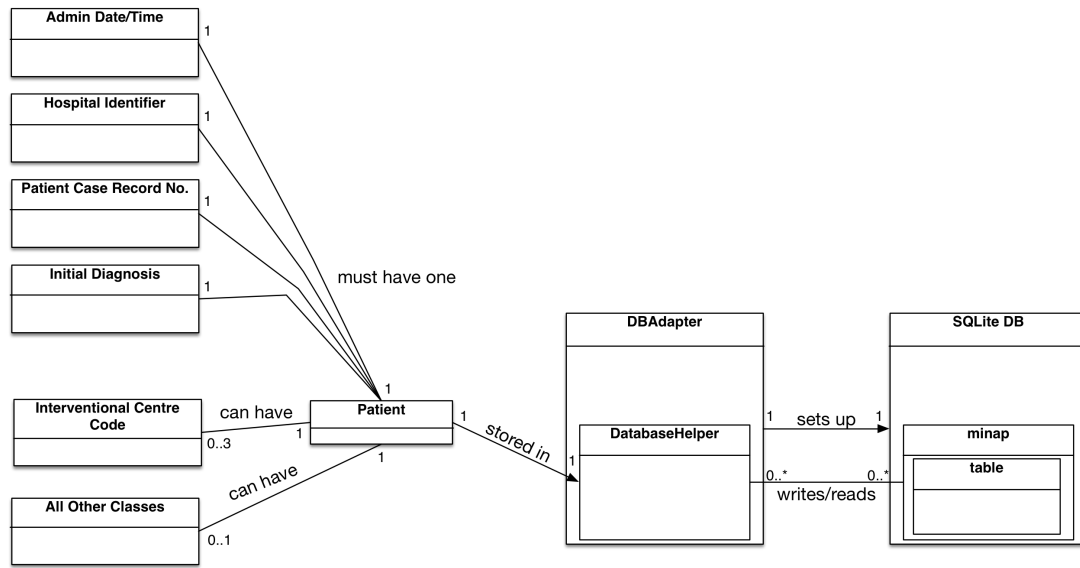 Admin Date/Time
1
Hospital Identifier
1
Patient Case Record No.
1
Initial Diagnosis
1
must have one
1
Interventional Centre
Code
can have
0..3
1
Patient
1
1
can have
All Other Classes
0..1
stored in
1
DBAdapter
DatabaseHelper
1
sets up
1
0..*
writes/reads
0..*
SQLite DB
minap
table